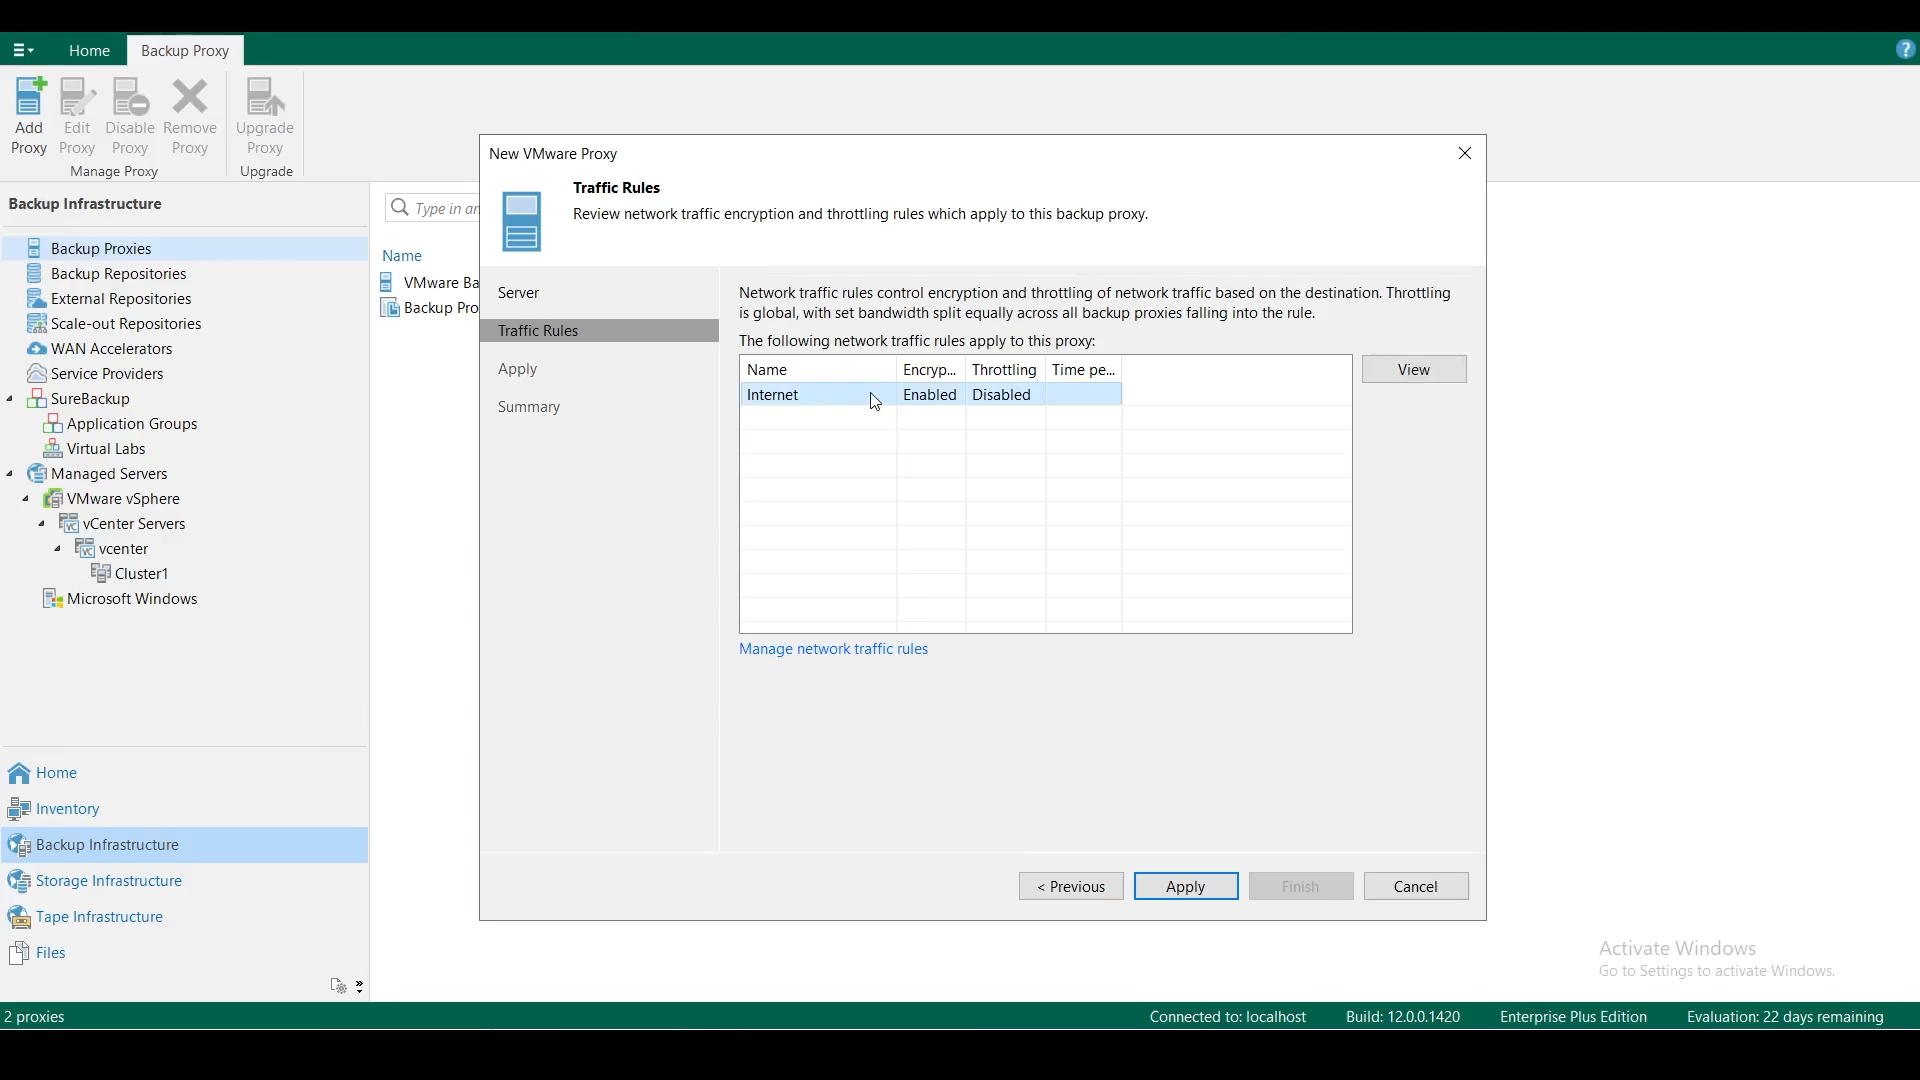 Home
Backup Proxy
Add
Proxy
Edit
Proxy
Disable
Proxy
Remove
Proxy
Upgrade
Proxy
Manage Proxy
Upgrade
Backup Infrastructure
Backup Proxies
Backup Repositories
External Repositories
Scale-out Repositories
WAN Accelerators
Service Providers
SureBackup
Application Groups
Virtual Labs
Managed Servers
VMware vSphere
vCenter Servers
vcenter
Cluster1
Microsoft Windows
Home
Inventory
Backup Infrastructure
Storage Infrastructure
Tape Infrastructure
Files
Type in
Name
VMware Ba
Backup Pro
New VMware Proxy
Traffic Rules
Review network traffic encryption and throttling rules which apply to this backup proxy.
Server
Traffic Rules
Apply
Summary
Network traffic rules control encryption and throttling of network traffic based on the destination. Throttling
is global, with set bandwidth split equally across all backup proxies falling into the rule.
The following network traffic rules apply to this proxy:
Name Encryp... Throttling Time pe...
Internet Enabled Disabled
View
Manage network traffic rules
< Previous
Apply
Finish
Cancel
Activate Windows
Go to Settings to activate Windows.
2 proxies
Connected to: localhost
Build: 12.0.0.1420
Enterprise Plus Edition
Evaluation: 22 days remaining